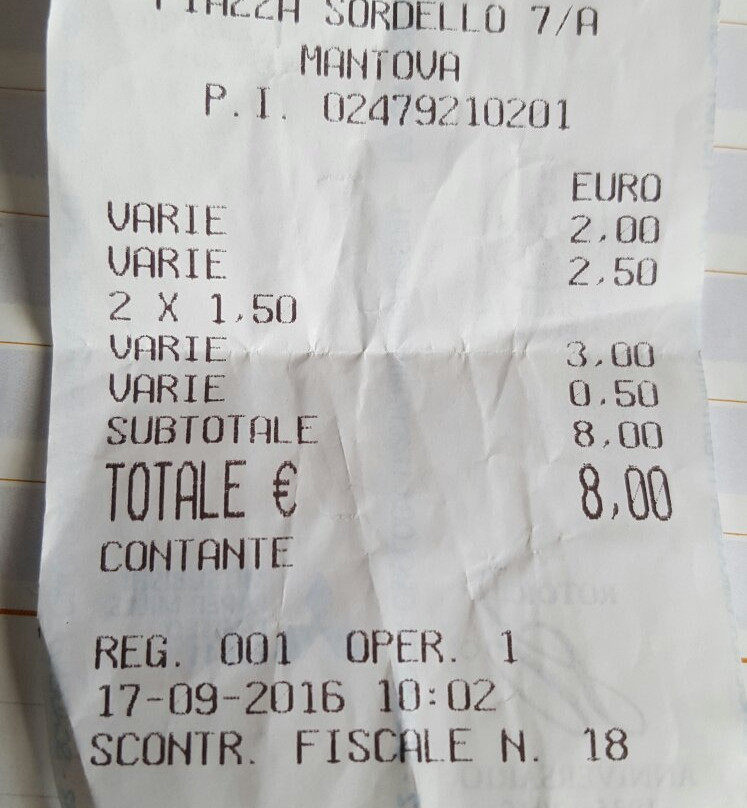 PIAZZA SORDELLO 7/A
MANTOVA
P.I. 02479210201
EURO
VARIE 2,00
VARIE 2,50
2 X 1,50
VARIE 3,00
VARIE 0,50
SUBTOTALE 8,00
TOTALE € 8,00
CONTANTE
REG. 001 OPER. 1
17-09-2016 10:02
SCONTR. FISCALE N. 18